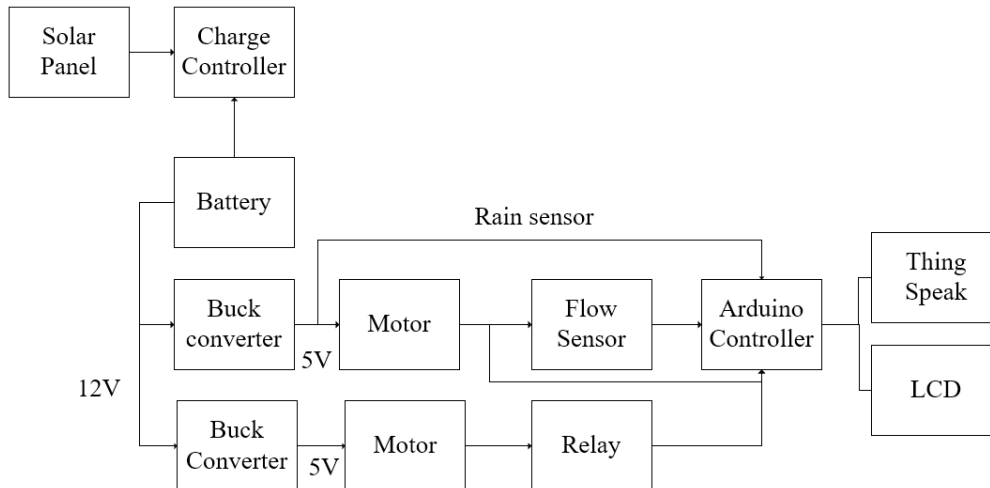 Solar
Panel
Charge
Controller
Battery
Rain sensor
Thing
Speak
Buck
converter
5V
Motor
Flow
Sensor
Arduino
Controller
12V
LCD
Buck
Converter
5V
Motor
Relay